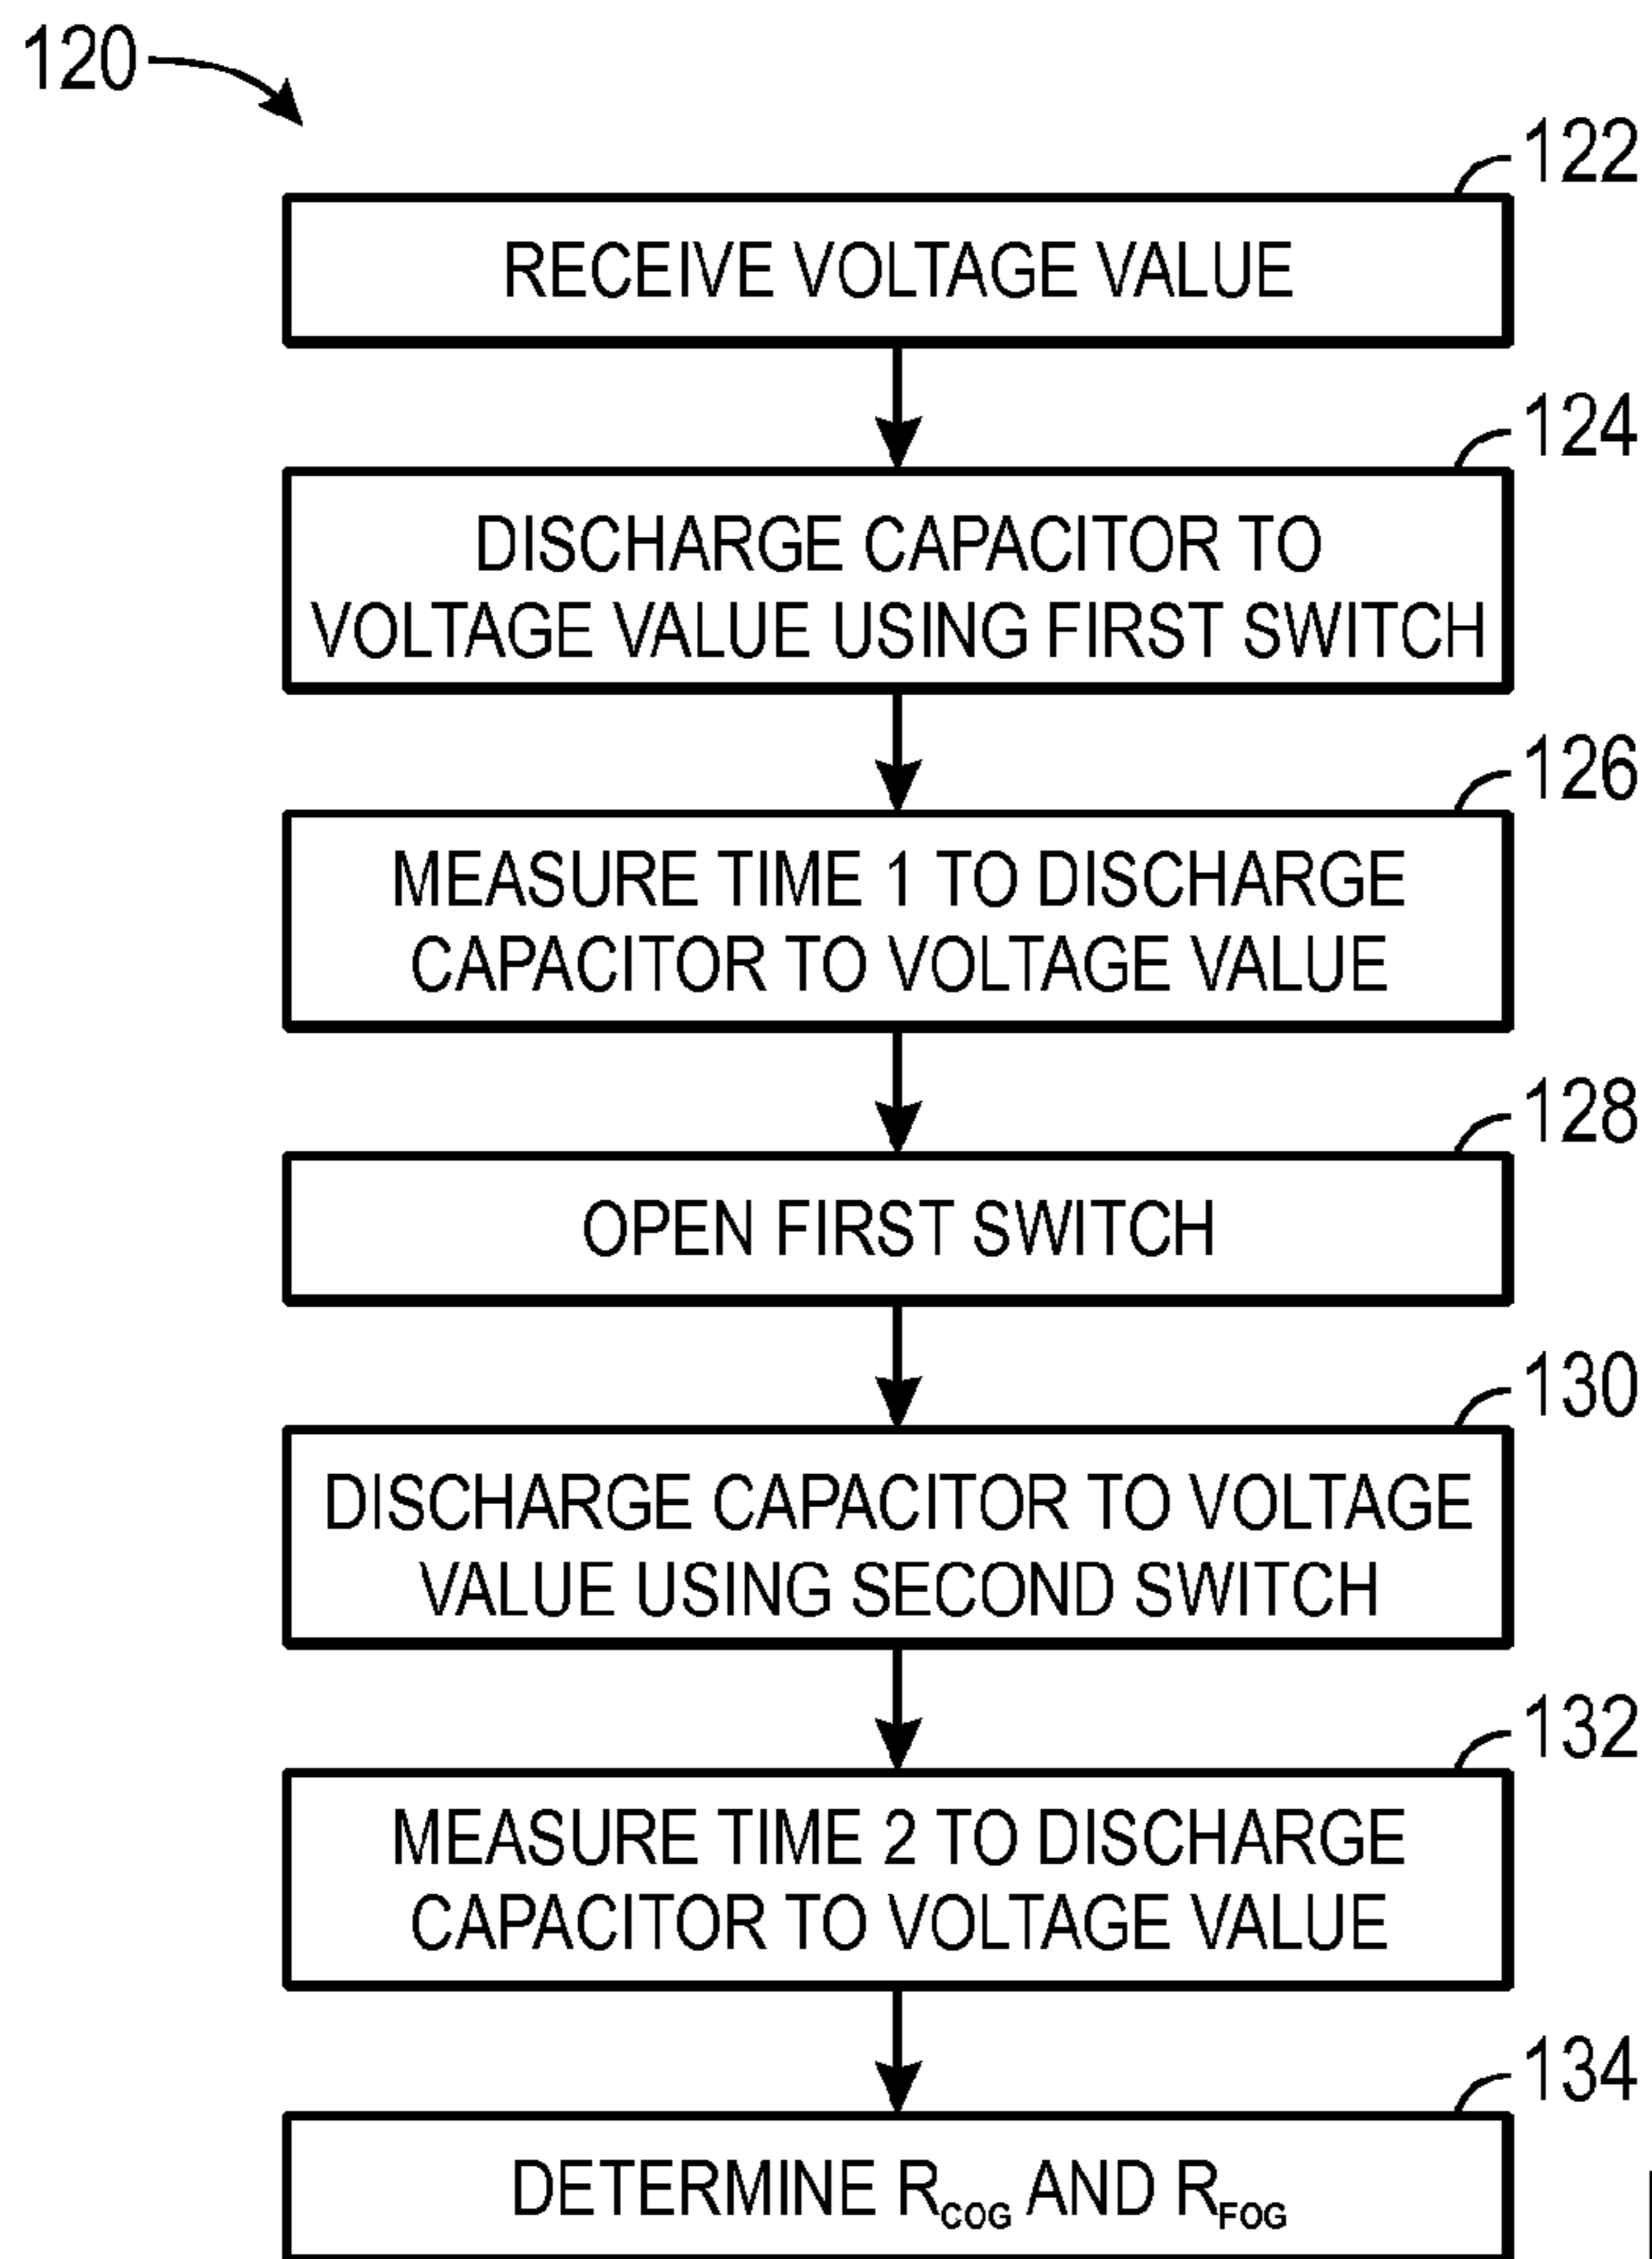 120
122
RECEIVE VOLTAGE VALUE
124
DISCHARGE CAPACITOR TO
VOLTAGE VALUE USING FIRST SWITCH
126
MEASURE TIME 1 TO DISCHARGE
CAPACITOR TO VOLTAGE VALUE
128
OPEN FIRST SWITCH
130
DISCHARGE CAPACITOR TO VOLTAGE
VALUE USING SECOND SWITCH
132
MEASURE TIME 2 TO DISCHARGE
CAPACITOR TO VOLTAGE VALUE
134
DETERMINE RCOG AND RFOG